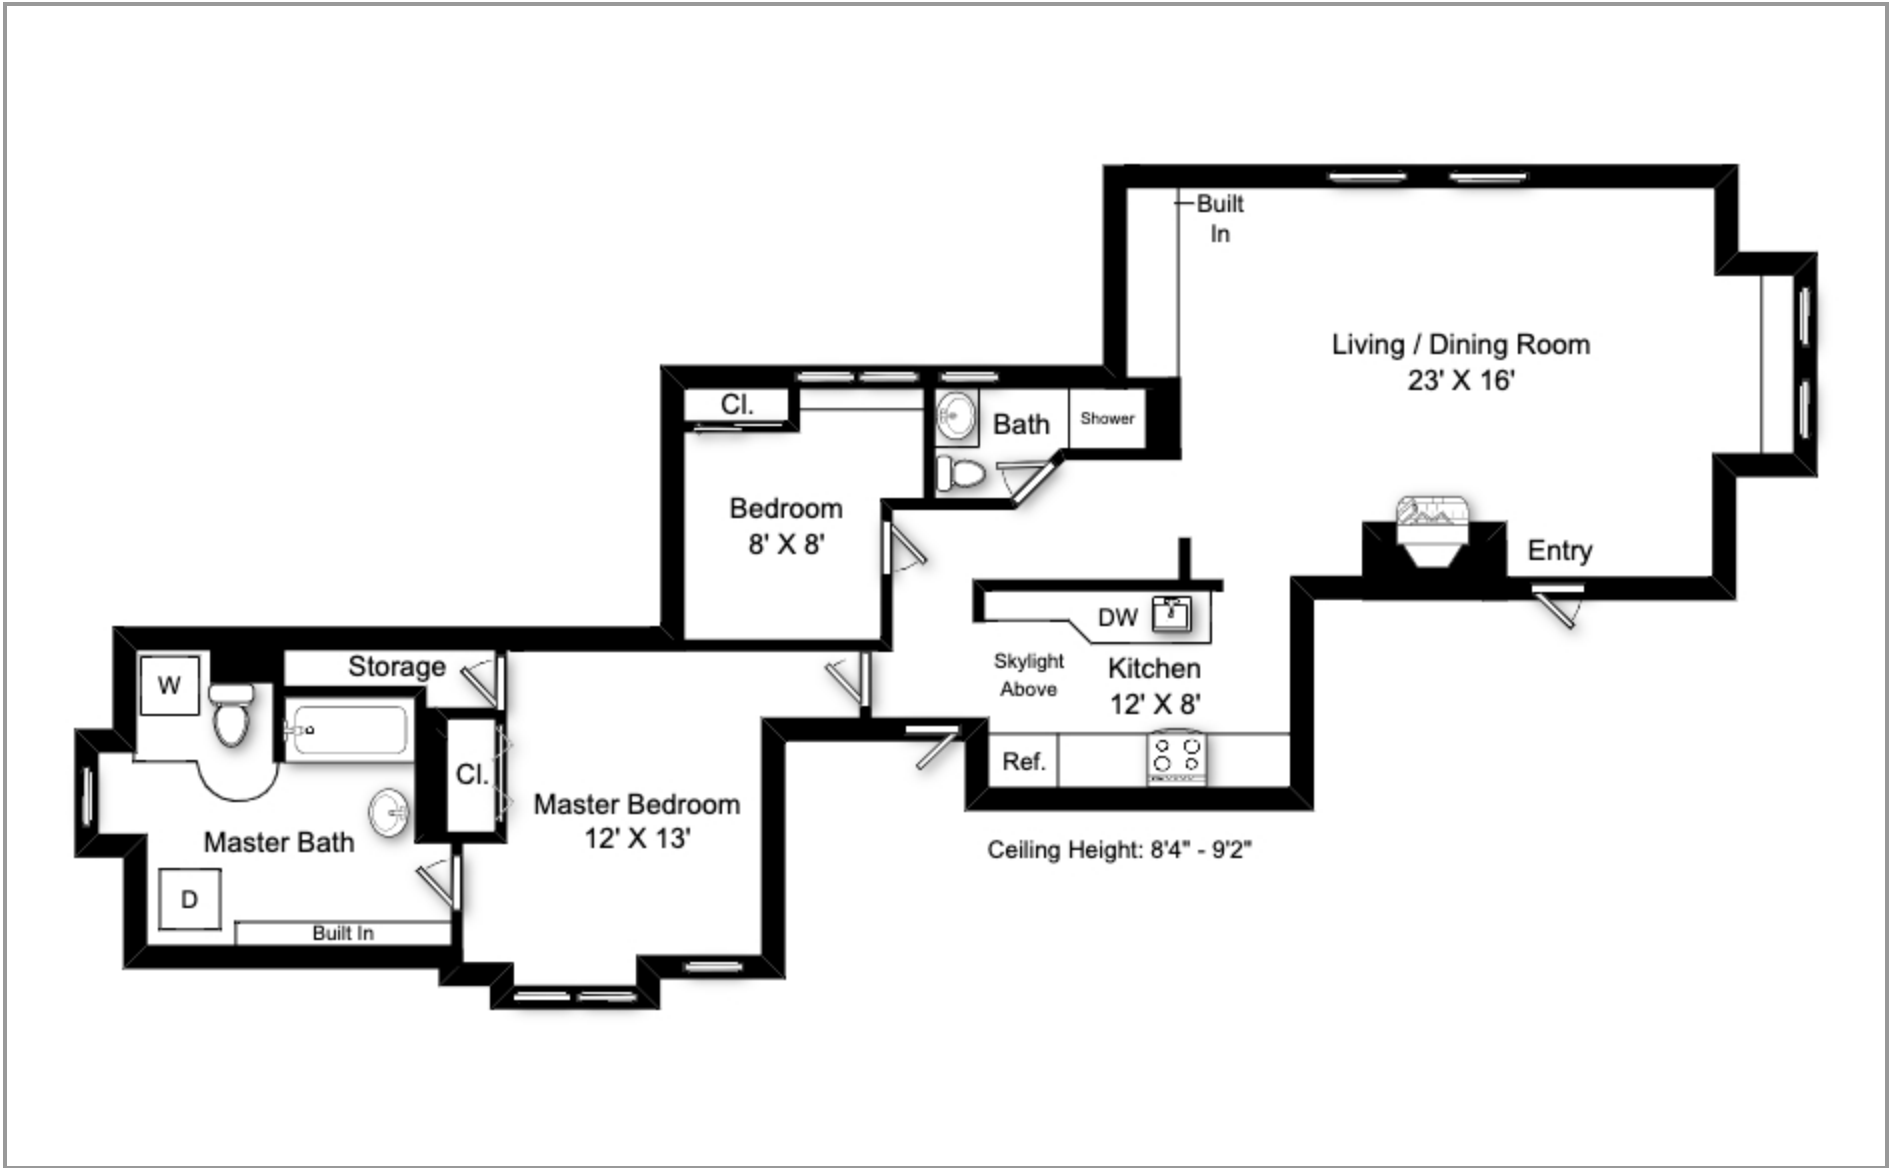 Built
In
Living / Dining Room
23' X 16'
Cl.
Bath
Shower
Bedroom
8' X 8'
Entry
DW
Storage
Skylight
Above
Kitchen
12' X 8'
W
Ref.
Cl.
Master Bedroom
12' X 13'
Master Bath
Ceiling Height: 8'4" - 9'2"
D
Built In